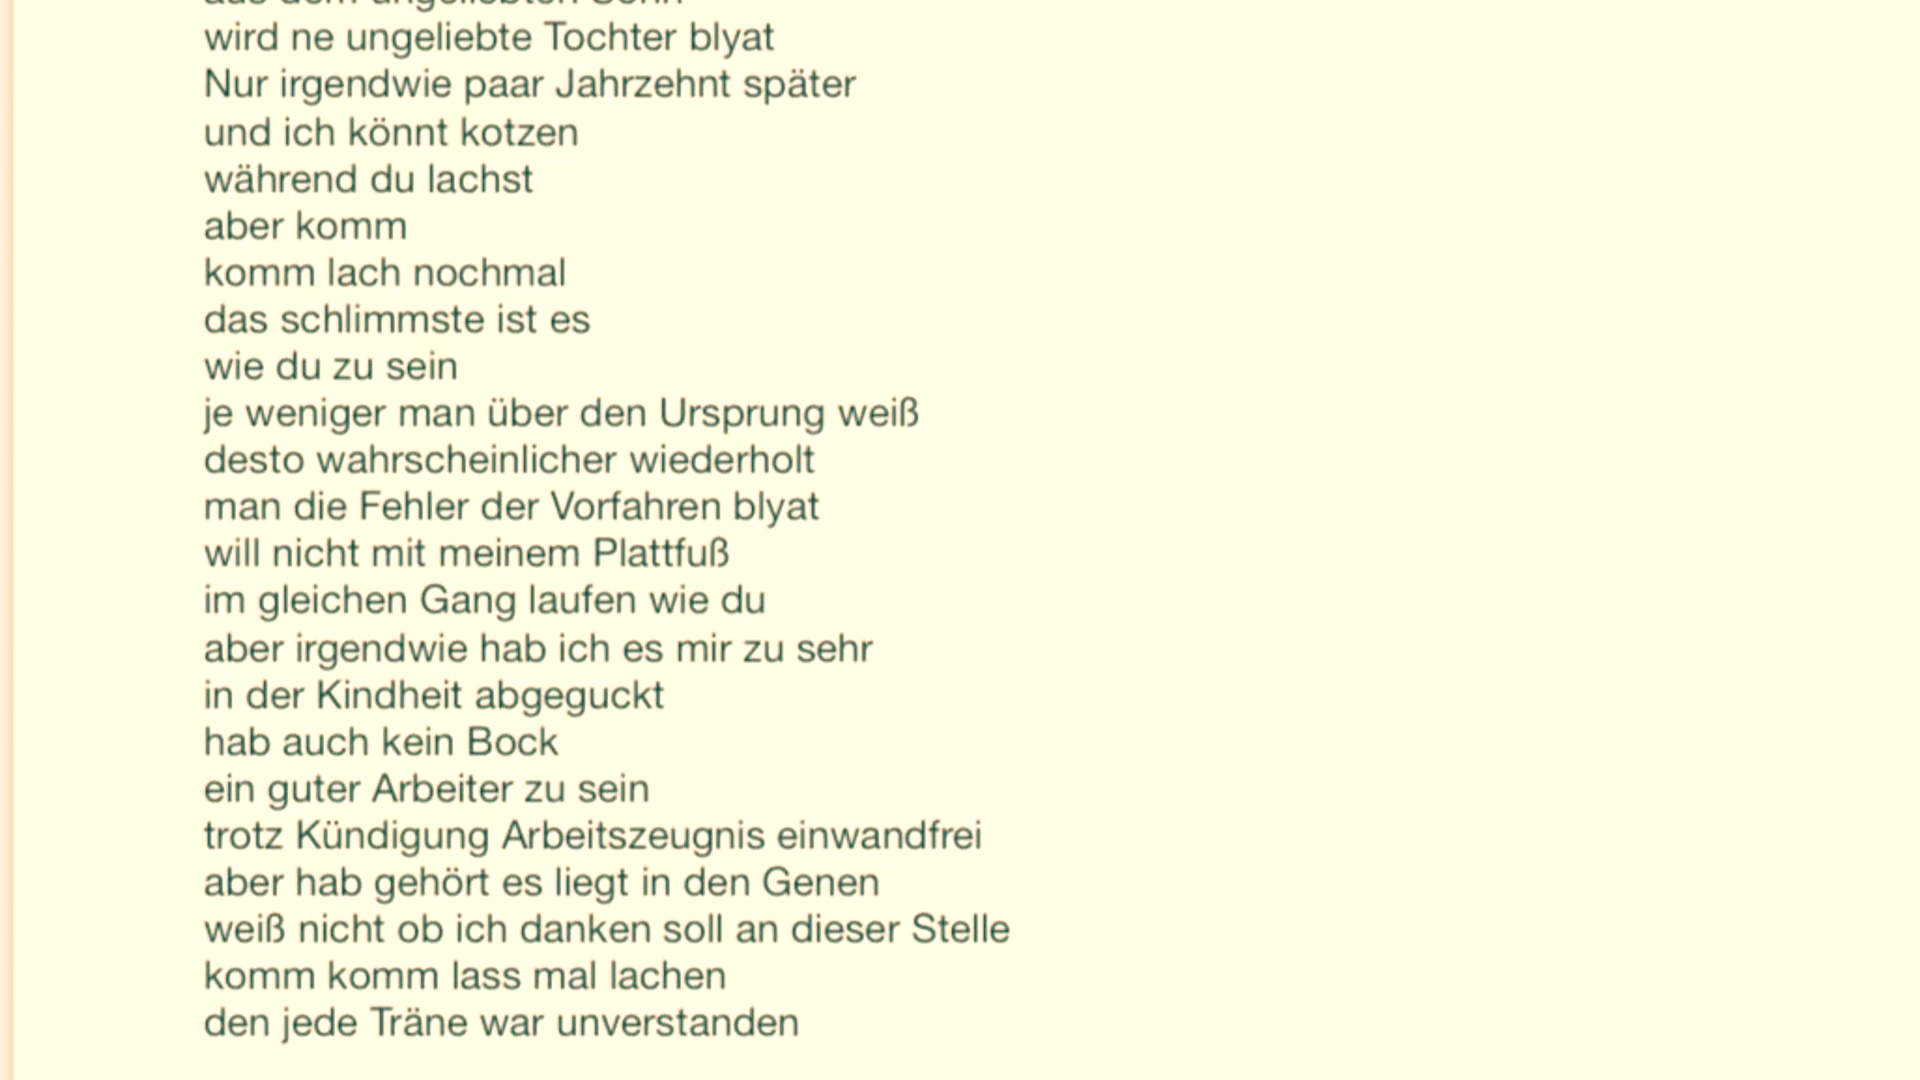 aus dem ungeliebten Sohn
wird ne ungeliebte Tochter blyat
Nur irgendwie paar Jahrzehnt später
und ich könnt kotzen
während du lachst
aber komm
komm lach nochmal
das schlimmste ist es
wie du zu sein
je weniger man über den Ursprung weiß
desto wahrscheinlicher wiederholt
man die Fehler der Vorfahren blyat
will nicht mit meinem Plattfuß
im gleichen Gang laufen wie du
aber irgendwie hab ich es mir zu sehr
in der Kindheit abgeguckt
hab auch kein Bock
ein guter Arbeiter zu sein
trotz Kündigung Arbeitszeugnis einwandfrei
aber hab gehört es liegt in den Genen
weiß nicht ob ich danken soll an dieser Stelle
komm komm lass mal lachen
den jede Träne war unverstanden